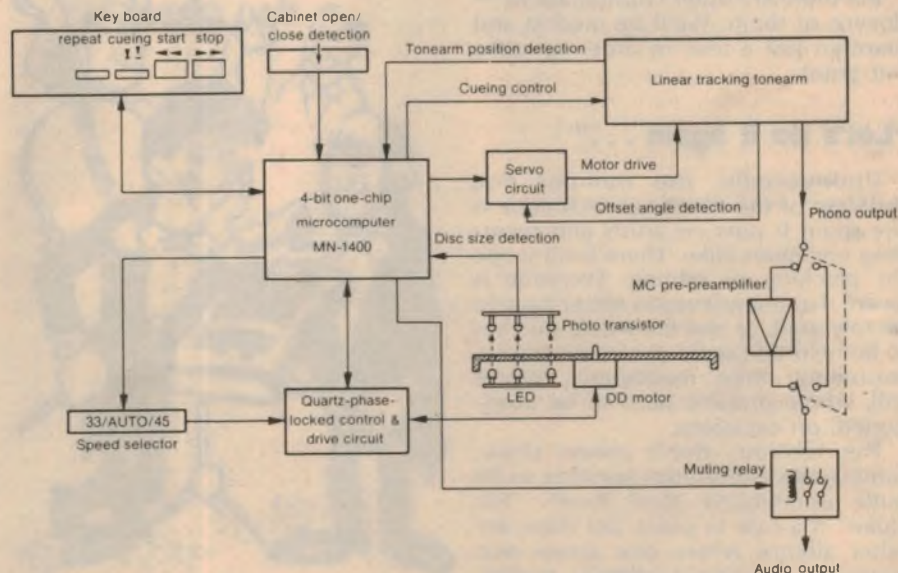 Key board
repeat cueing start stop
Cabinet open/
close detection
Tonearm position detection
Cueing control
Linear tracking tonearm
Servo
circuit
Motor drive
Offset angle detection
Phono output
4-bit one-chip
microcomputer
MN-1400
Disc size detection
MC pre-preamplifier
Photo transistor
LED
DD motor
33/AUTO/45
Speed selector
Quartz-phase-
locked control &
drive circuit
Muting relay
Audio output